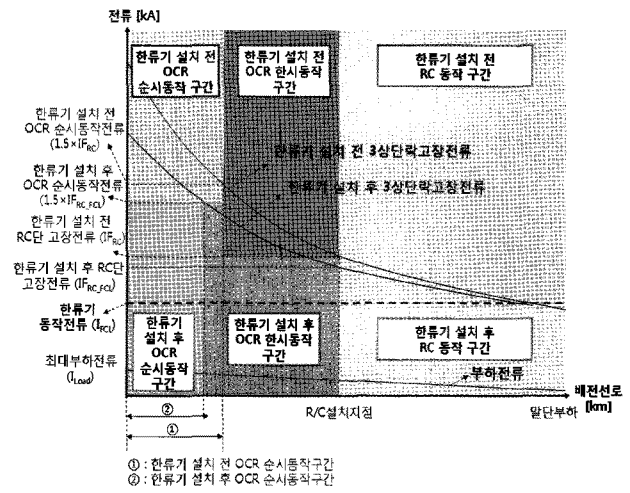 전류 [kA]
한류기 설치 전
OCR
순시동작 구간
한류기 설치 전
OCR 한시동작
구간
한류기 설치 전
RC 동작 구간
한류기 설치 전
OCR 순시동작전류
(1.5×IF_RC)
한류기 설치 후
OCR 순시동작전류
(1.5×IF_RC_FCL)
한류기 설치 전
RC단 고장전류 (IF_RC)
한류기 설치 후 RC단
고장전류 (IF_RC_FCL)
한류기
동작전류 (I_FCL)
최대부하전류
(I_Load)
한류기 설치 전 3상단락고장전류
한류기 설치 후 3상단락고장전류
한류기
설치 후
OCR
순시동작
구간
한류기 설치 후
OCR 한시동작
구간
한류기 설치 후
RC 동작 구간
부하전류
배전선로
[km]
②
①
R/C설치지점
말단부하
① : 한류기 설치 전 OCR 순시동작구간
② : 한류기 설치 후 OCR 순시동작구간